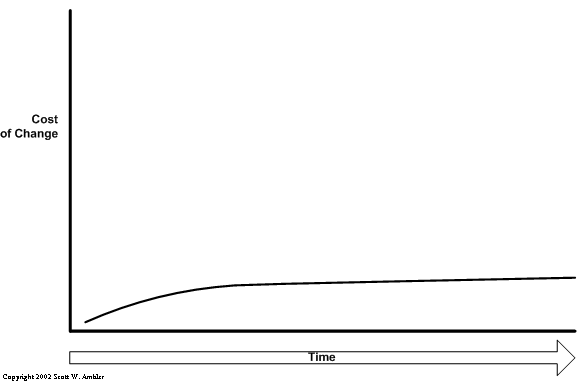 Cost
of Change
Time
Copyright 2002 Scott W. Ambler